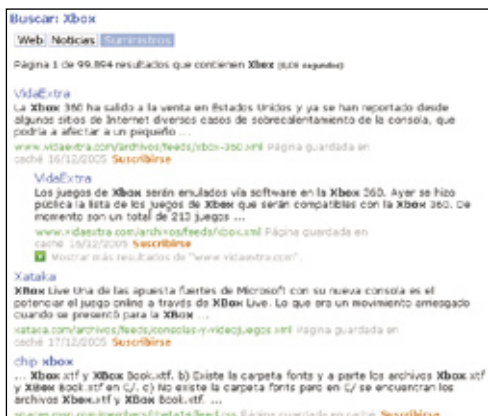 Buscar: Xbox
Web Noticias Suministros
Página 1 de 99.894 resultados que contienen Xbox (0,08 segundos)
VidaExtra
La Xbox 360 ha salido a la venta en Estados Unidos y ya se han reportado desde
algunos sitios de Internet diversos casos de sobrecalentamiento de la consola, que
podría a afectar a un pequeño ...
www.vidaextra.com/archivos/feeds/xbox-360.xml Página guardada en
caché 16/12/2005 Suscribirse
VidaExtra
Los juegos de Xbox serán emulados vía software en la Xbox 360. Ayer se hizo
pública la lista de los juegos de Xbox que serán compatibles con la Xbox 360. De
momento son un total de 213 juegos ...
www.vidaextra.com/archivos/feeds/xbox.xml Página guardada en
caché 16/12/2005 Suscribirse
Mostrar más resultados de "www.vidaextra.com".
Xataka
XBox Live Una de las apuesta fuertes de Microsoft con su nueva consola es el
potenciar el juego online a través de XBox Live. Lo que era un movimiento arriesgado
cuando se presentó para la XBox ...
xataka.com/archivos/feeds/consolas-y-videojuegos.xml Página guardada en
caché 17/12/2005 Suscribirse
chip xbox
... Xbox.xtf y XBox Book.xtf. b) Existe la carpeta fonts y a parte los archivos Xbox.xtf
y XBox Book.xtf en C/. c) No existe la carpeta fonts pero en C/ se encuentran los
archivos Xbox.xtf y XBox Book.xtf ...
Página guardada en caché Suscribirse